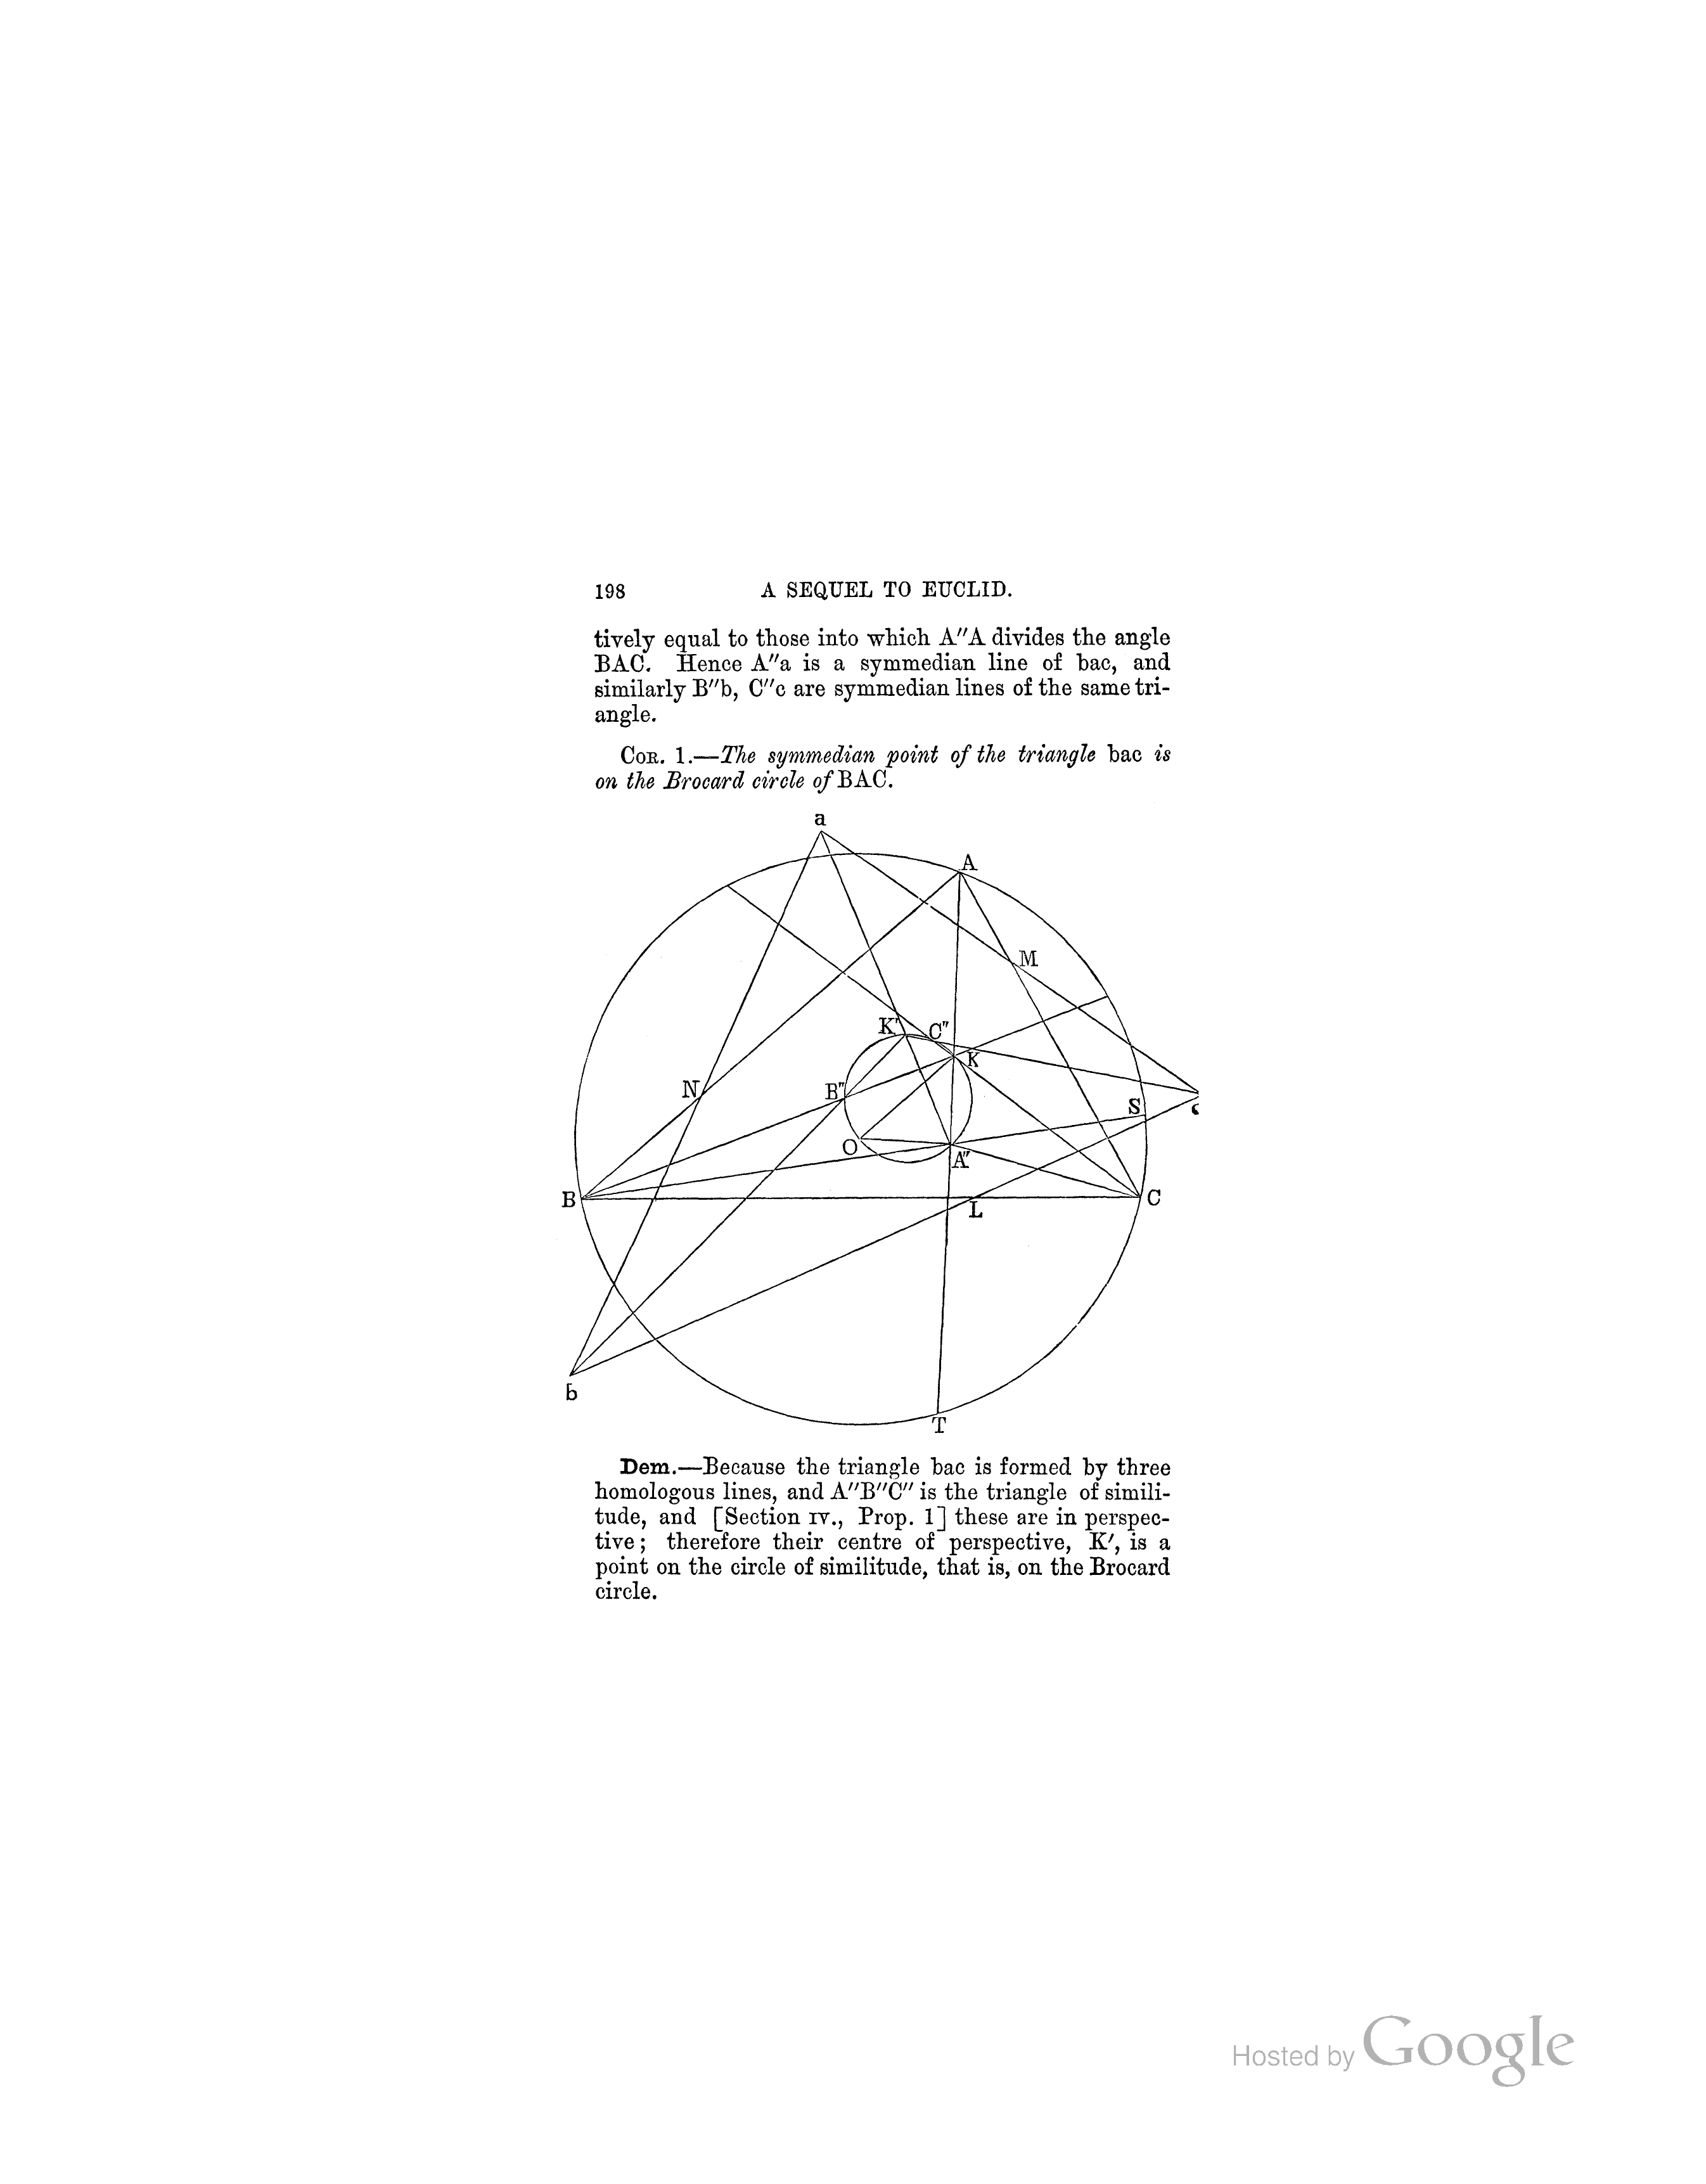 198 A SEQUEL TO EUCLID.
tively equal to those into which A″A divides the angle
BAC. Hence A″a is a symmedian line of bac, and
similarly B″b, C″c are symmedian lines of the same tri-
angle.
Cor. 1.—The symmedian point of the triangle bac is
on the Brocard circle of BAC.
a
A
M
K′ C″
K
N
B″
S
c
O
A″
B
L
C
b
T
Dem.—Because the triangle bac is formed by three
homologous lines, and A″B″C″ is the triangle of simili-
tude, and [Section IV., Prop. 1] these are in perspec-
tive; therefore their centre of perspective, K′, is a
point on the circle of similitude, that is, on the Brocard
circle.
Hosted by Google